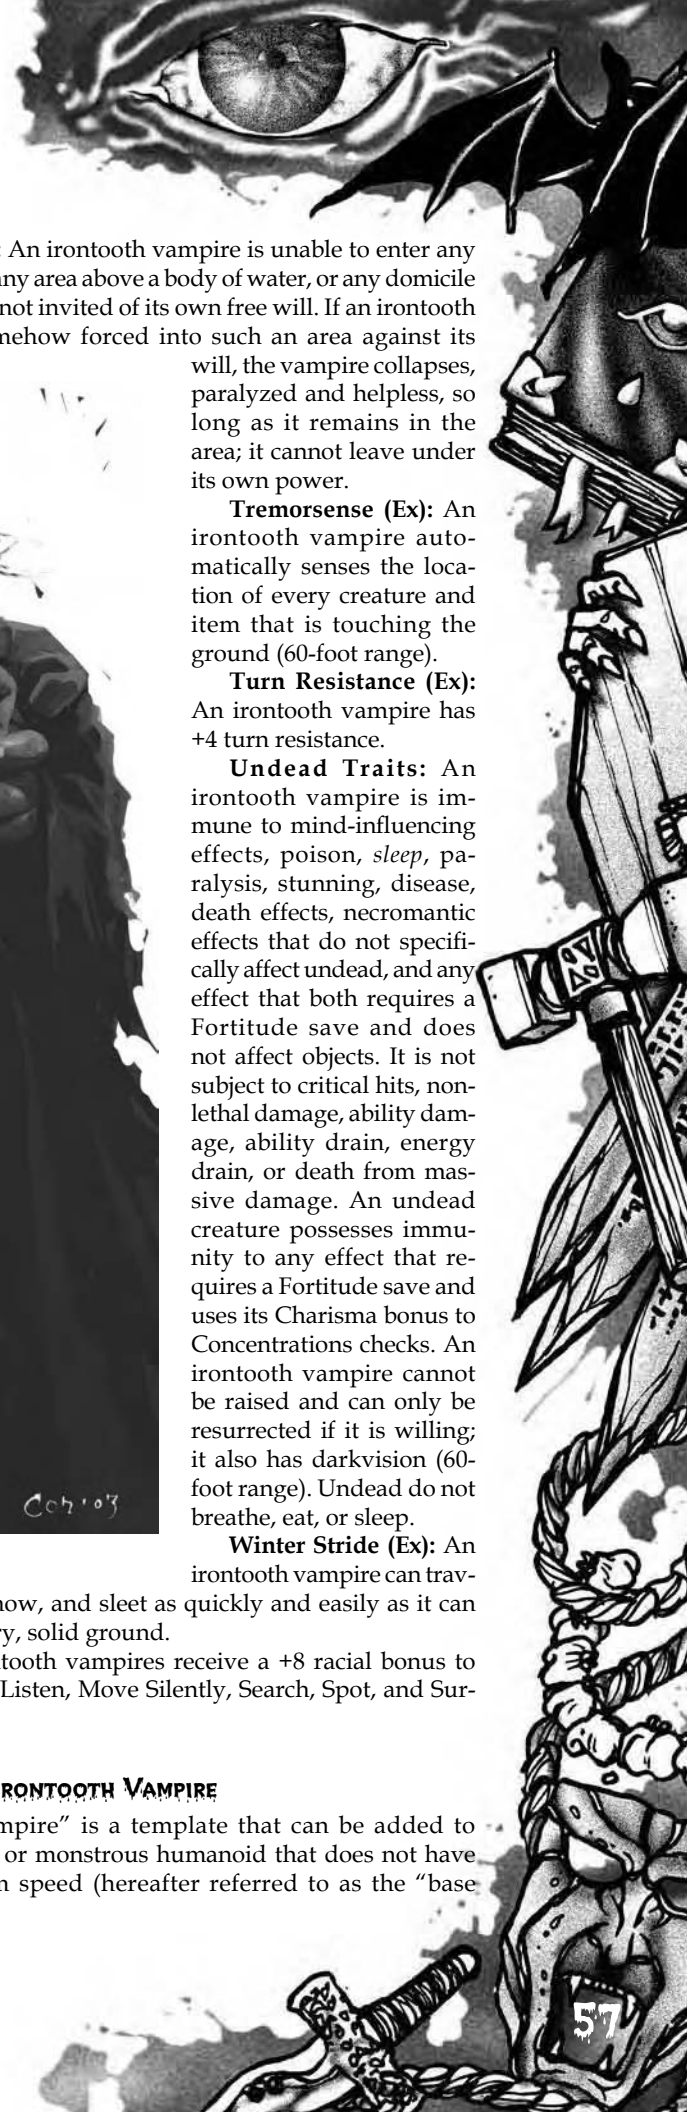 : An irontooth vampire is unable to enter any
any area above a body of water, or any domicile
not invited of its own free will. If an irontooth
mehow forced into such an area against its
will, the vampire collapses,
paralyzed and helpless, so
long as it remains in the
area; it cannot leave under
its own power.
Tremorsense (Ex): An
irontooth vampire auto-
matically senses the loca-
tion of every creature and
item that is touching the
ground (60-foot range).
Turn Resistance (Ex):
An irontooth vampire has
+4 turn resistance.
Undead Traits: An
irontooth vampire is im-
mune to mind-influencing
effects, poison, sleep, pa-
ralysis, stunning, disease,
death effects, necromantic
effects that do not specifi-
cally affect undead, and any
effect that both requires a
Fortitude save and does
not affect objects. It is not
subject to critical hits, non-
lethal damage, ability dam-
age, ability drain, energy
drain, or death from mas-
sive damage. An undead
creature possesses immu-
nity to any effect that re-
quires a Fortitude save and
uses its Charisma bonus to
Concentrations checks. An
irontooth vampire cannot
be raised and can only be
resurrected if it is willing;
it also has darkvision (60-
foot range). Undead do not
breathe, eat, or sleep.
Winter Stride (Ex): An
irontooth vampire can trav-
now, and sleet as quickly and easily as it can
ry, solid ground.
tooth vampires receive a +8 racial bonus to
Listen, Move Silently, Search, Spot, and Sur-
rontooth Vampire
mpire” is a template that can be added to
or monstrous humanoid that does not have
m speed (hereafter referred to as the “base
57